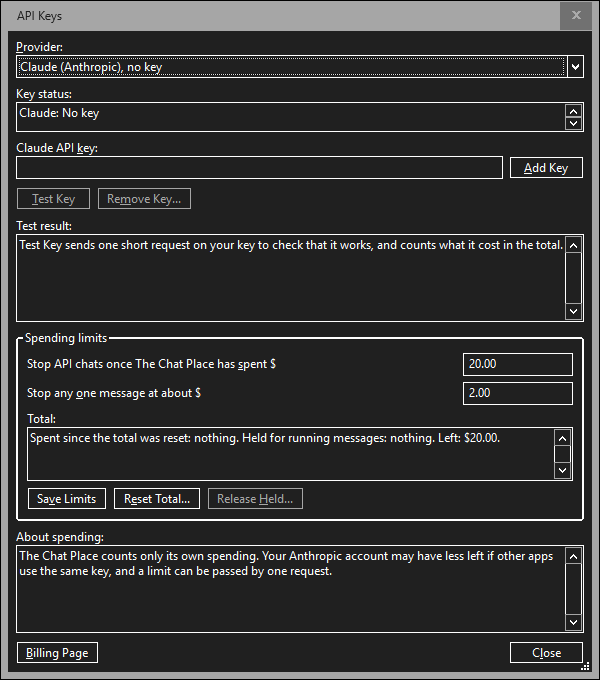 API Keys
Provider:
Claude (Anthropic), no key
Key status:
Claude: No key
Claude API key:
Add Key
Test Key
Remove Key...
Test result:
Test Key sends one short request on your key to check that it works, and counts what it cost in the total.
Spending limits
Stop API chats once The Chat Place has spent $
20.00
Stop any one message at about $
2.00
Total:
Spent since the total was reset: nothing. Held for running messages: nothing. Left: $20.00.
Save Limits
Reset Total...
Release Held...
About spending:
The Chat Place counts only its own spending. Your Anthropic account may have less left if other apps
use the same key, and a limit can be passed by one request.
Billing Page
Close